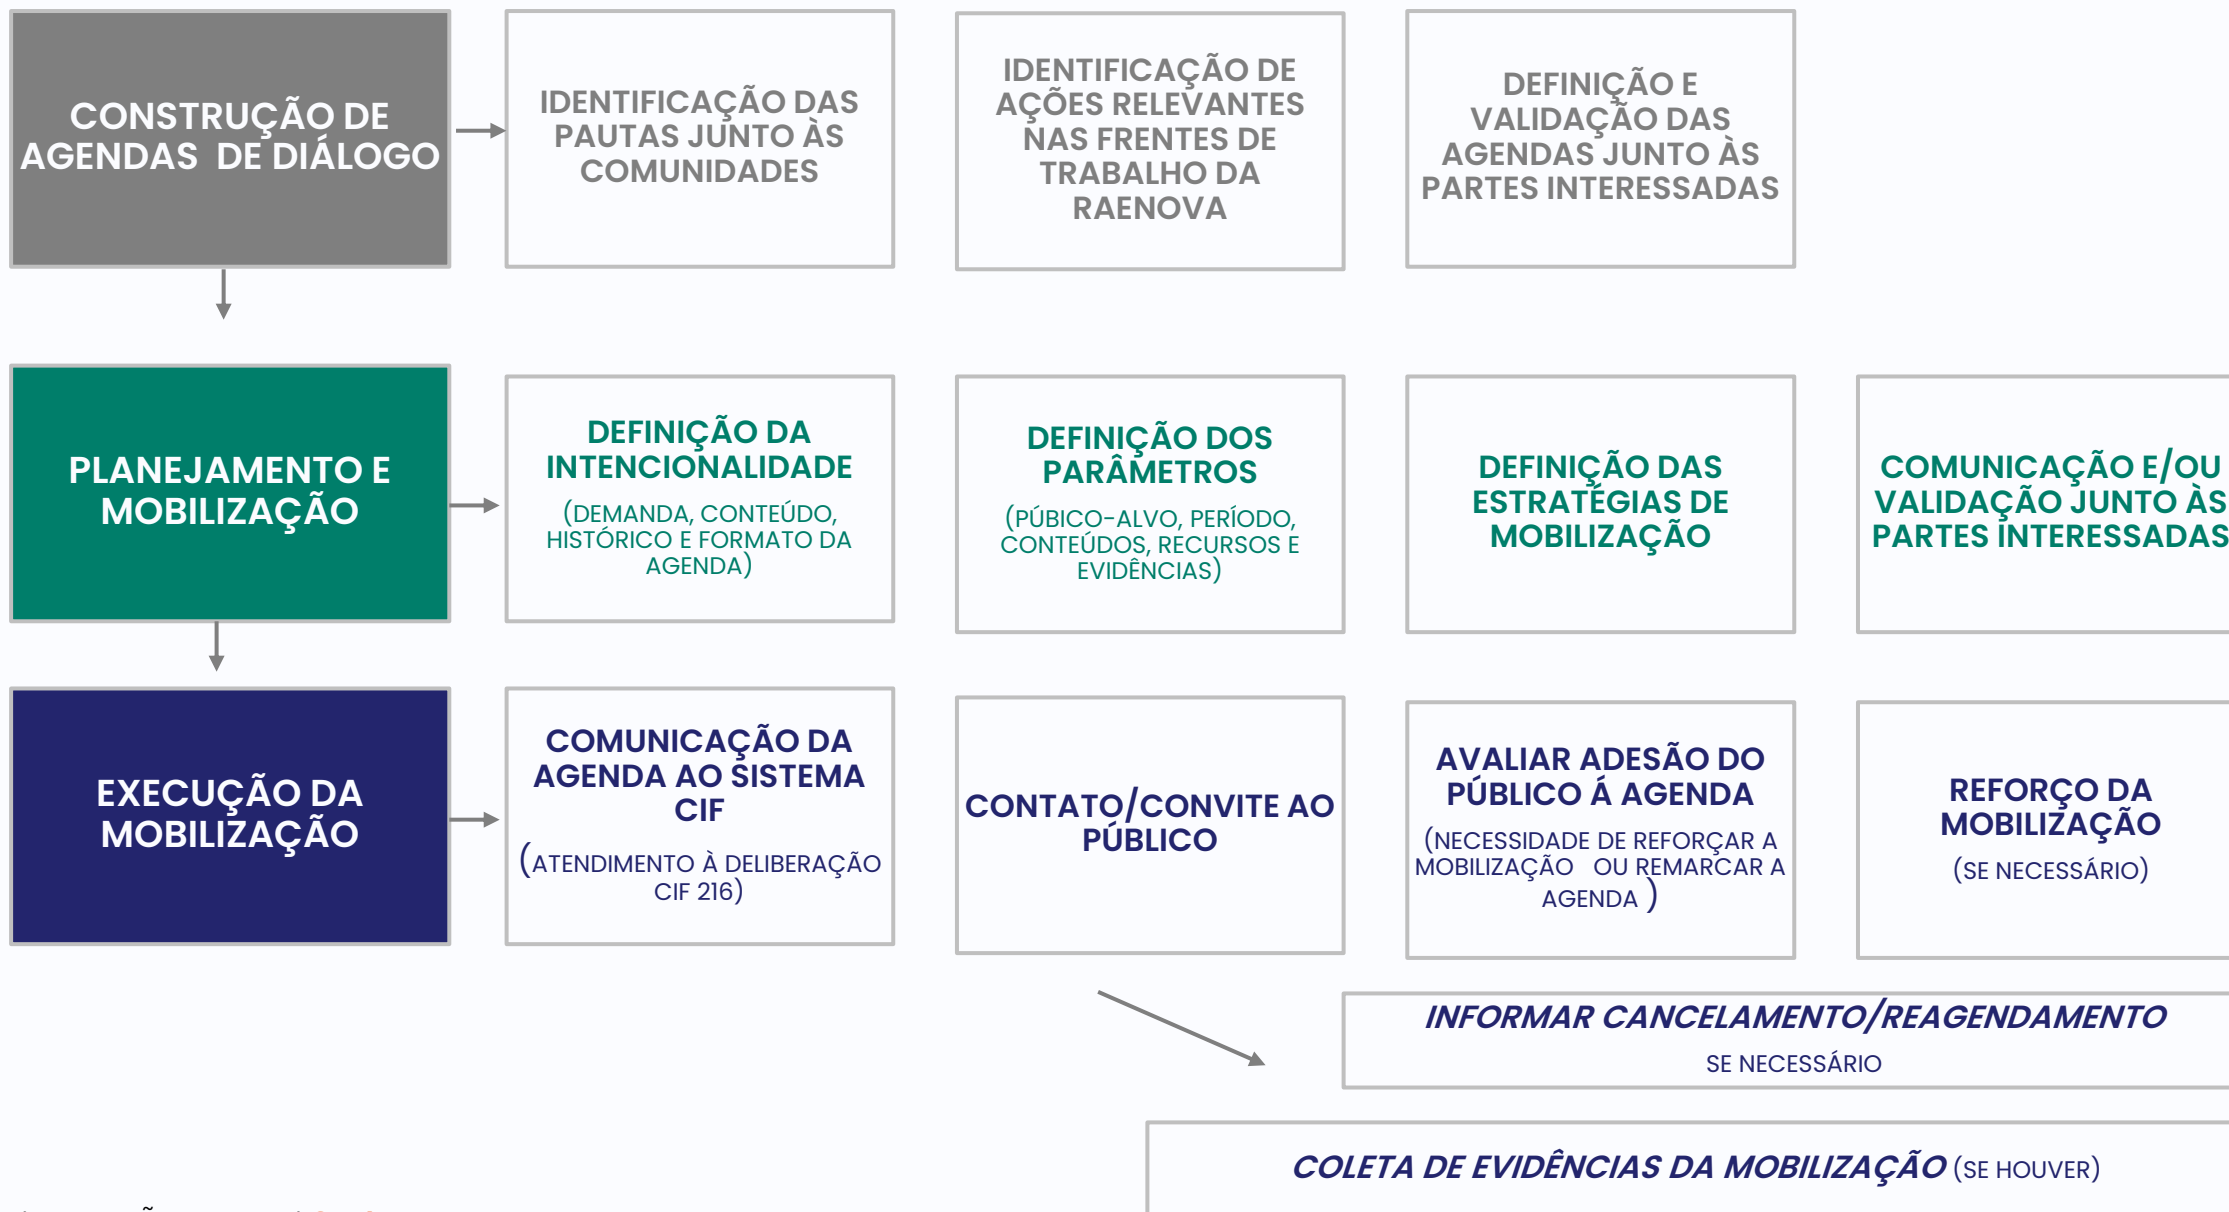 CONSTRUÇÃO DE
AGENDAS DE DIÁLOGO
IDENTIFICAÇÃO DAS
PAUTAS JUNTO ÀS
COMUNIDADES
IDENTIFICAÇÃO DE
AÇÕES RELEVANTES
NAS FRENTES DE
TRABALHO DA
RAENOVA
DEFINIÇÃO E
VALIDAÇÃO DAS
AGENDAS JUNTO ÀS
PARTES INTERESSADAS
PLANEJAMENTO E
MOBILIZAÇÃO
DEFINIÇÃO DA
INTENCIONALIDADE
(DEMANDA, CONTEÚDO,
HISTÓRICO E FORMATO DA
AGENDA)
DEFINIÇÃO DOS
PARÂMETROS
(PÚBICO-ALVO, PERÍODO,
CONTEÚDOS, RECURSOS E
EVIDÊNCIAS)
DEFINIÇÃO DAS
ESTRATÉGIAS DE
MOBILIZAÇÃO
COMUNICAÇÃO E/OU
VALIDAÇÃO JUNTO ÀS
PARTES INTERESSADAS
EXECUÇÃO DA
MOBILIZAÇÃO
COMUNICAÇÃO DA
AGENDA AO SISTEMA
CIF
(ATENDIMENTO À DELIBERAÇÃO
CIF 216)
CONTATO/CONVITE AO
PÚBLICO
AVALIAR ADESÃO DO
PÚBLICO Á AGENDA
(NECESSIDADE DE REFORÇAR A
MOBILIZAÇÃO OU REMARCAR A
AGENDA )
REFORÇO DA
MOBILIZAÇÃO
(SE NECESSÁRIO)
INFORMAR CANCELAMENTO/REAGENDAMENTO
SE NECESSÁRIO
COLETA DE EVIDÊNCIAS DA MOBILIZAÇÃO (SE HOUVER)